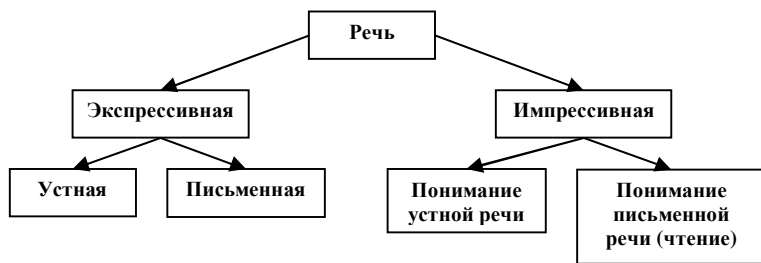 Речь
Экспрессивная
Импрессивная
Устная
Письменная
Понимание
устной речи
Понимание
письменной
речи (чтение)